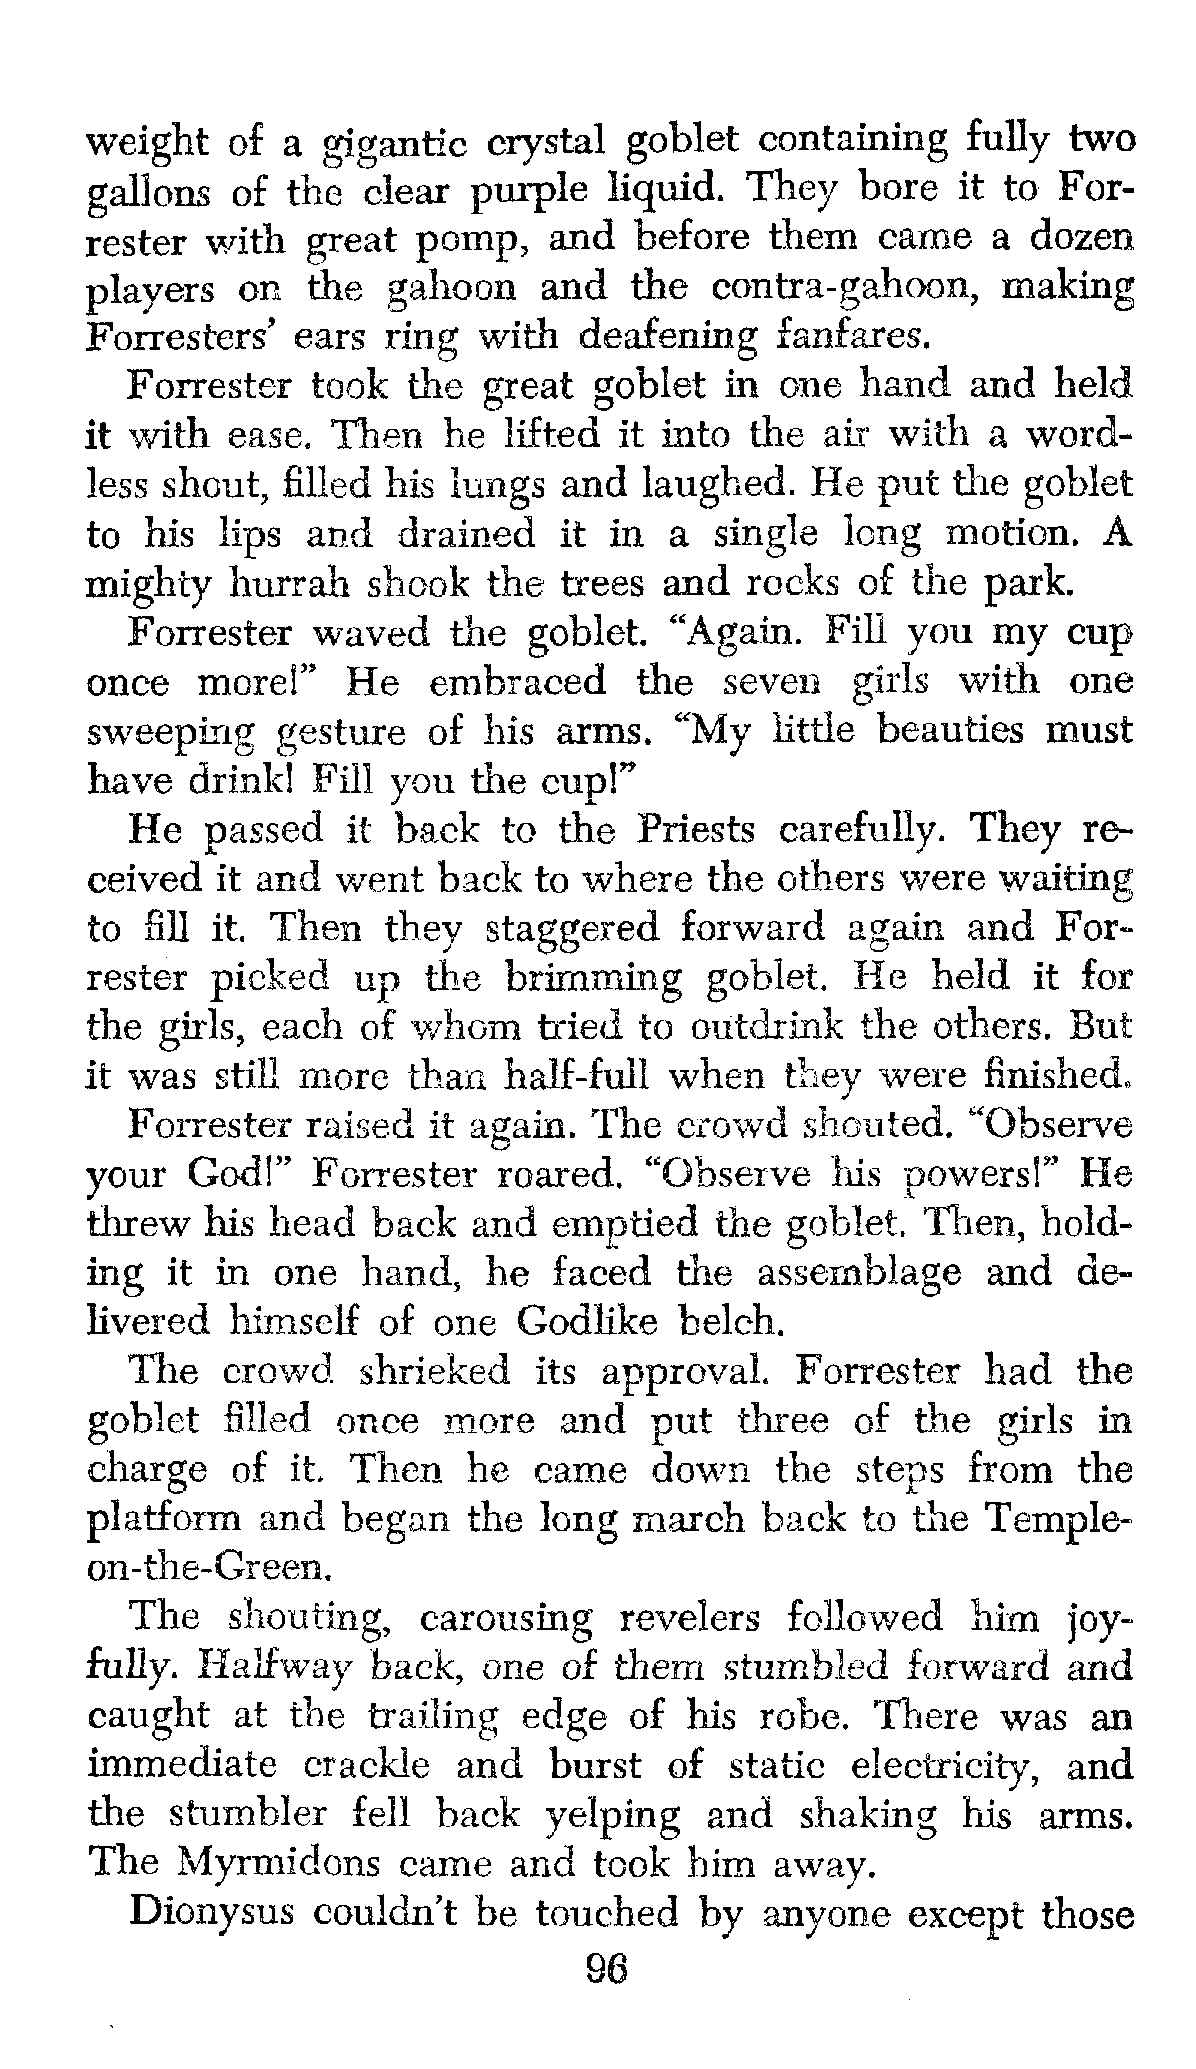 weight of a gigantic crystal goblet containing fully two
gallons of the clear purple liquid. They bore it to For-
rester with great pomp, and before them came a dozen
players on the gahoon and the contra-gahoon, making
Forresters’ ears ring with deafening fanfares.
Forrester took the great goblet in one hand and held
it with ease. Then he lifted it into the air with a word-
less shout, filled his lungs and laughed. He put the goblet
to his lips and drained it in a single long motion. A
mighty hurrah shook the trees and rocks of the park.
Forrester waved the goblet. “Again. Fill you my cup
once more!” He embraced the seven girls with one
sweeping gesture of his arms. “My little beauties must
have drink! Fill you the cup!”
He passed it back to the Priests carefully. They re-
ceived it and went back to where the others were waiting
to fill it. Then they staggered forward again and For-
rester picked up the brimming goblet. He held it for
the girls, each of whom tried to outdrink the others. But
it was still more than half-full when they were finished.
Forrester raised it again. The crowd shouted. “Observe
your God!” Forrester roared. “Observe his powers!” He
threw his head back and emptied the goblet. Then, hold-
ing it in one hand, he faced the assemblage and de-
livered himself of one Godlike belch.
The crowd shrieked its approval. Forrester had the
goblet filled once more and put three of the girls in
charge of it. Then he came down the steps from the
platform and began the long march back to the Temple-
on-the-Green.
The shouting, carousing revelers followed him joy-
fully. Halfway back, one of them stumbled forward and
caught at the trailing edge of his robe. There was an
immediate crackle and burst of static electricity, and
the stumbler fell back yelping and shaking his arms.
The Myrmidons came and took him away.
Dionysus couldn’t be touched by anyone except those
96